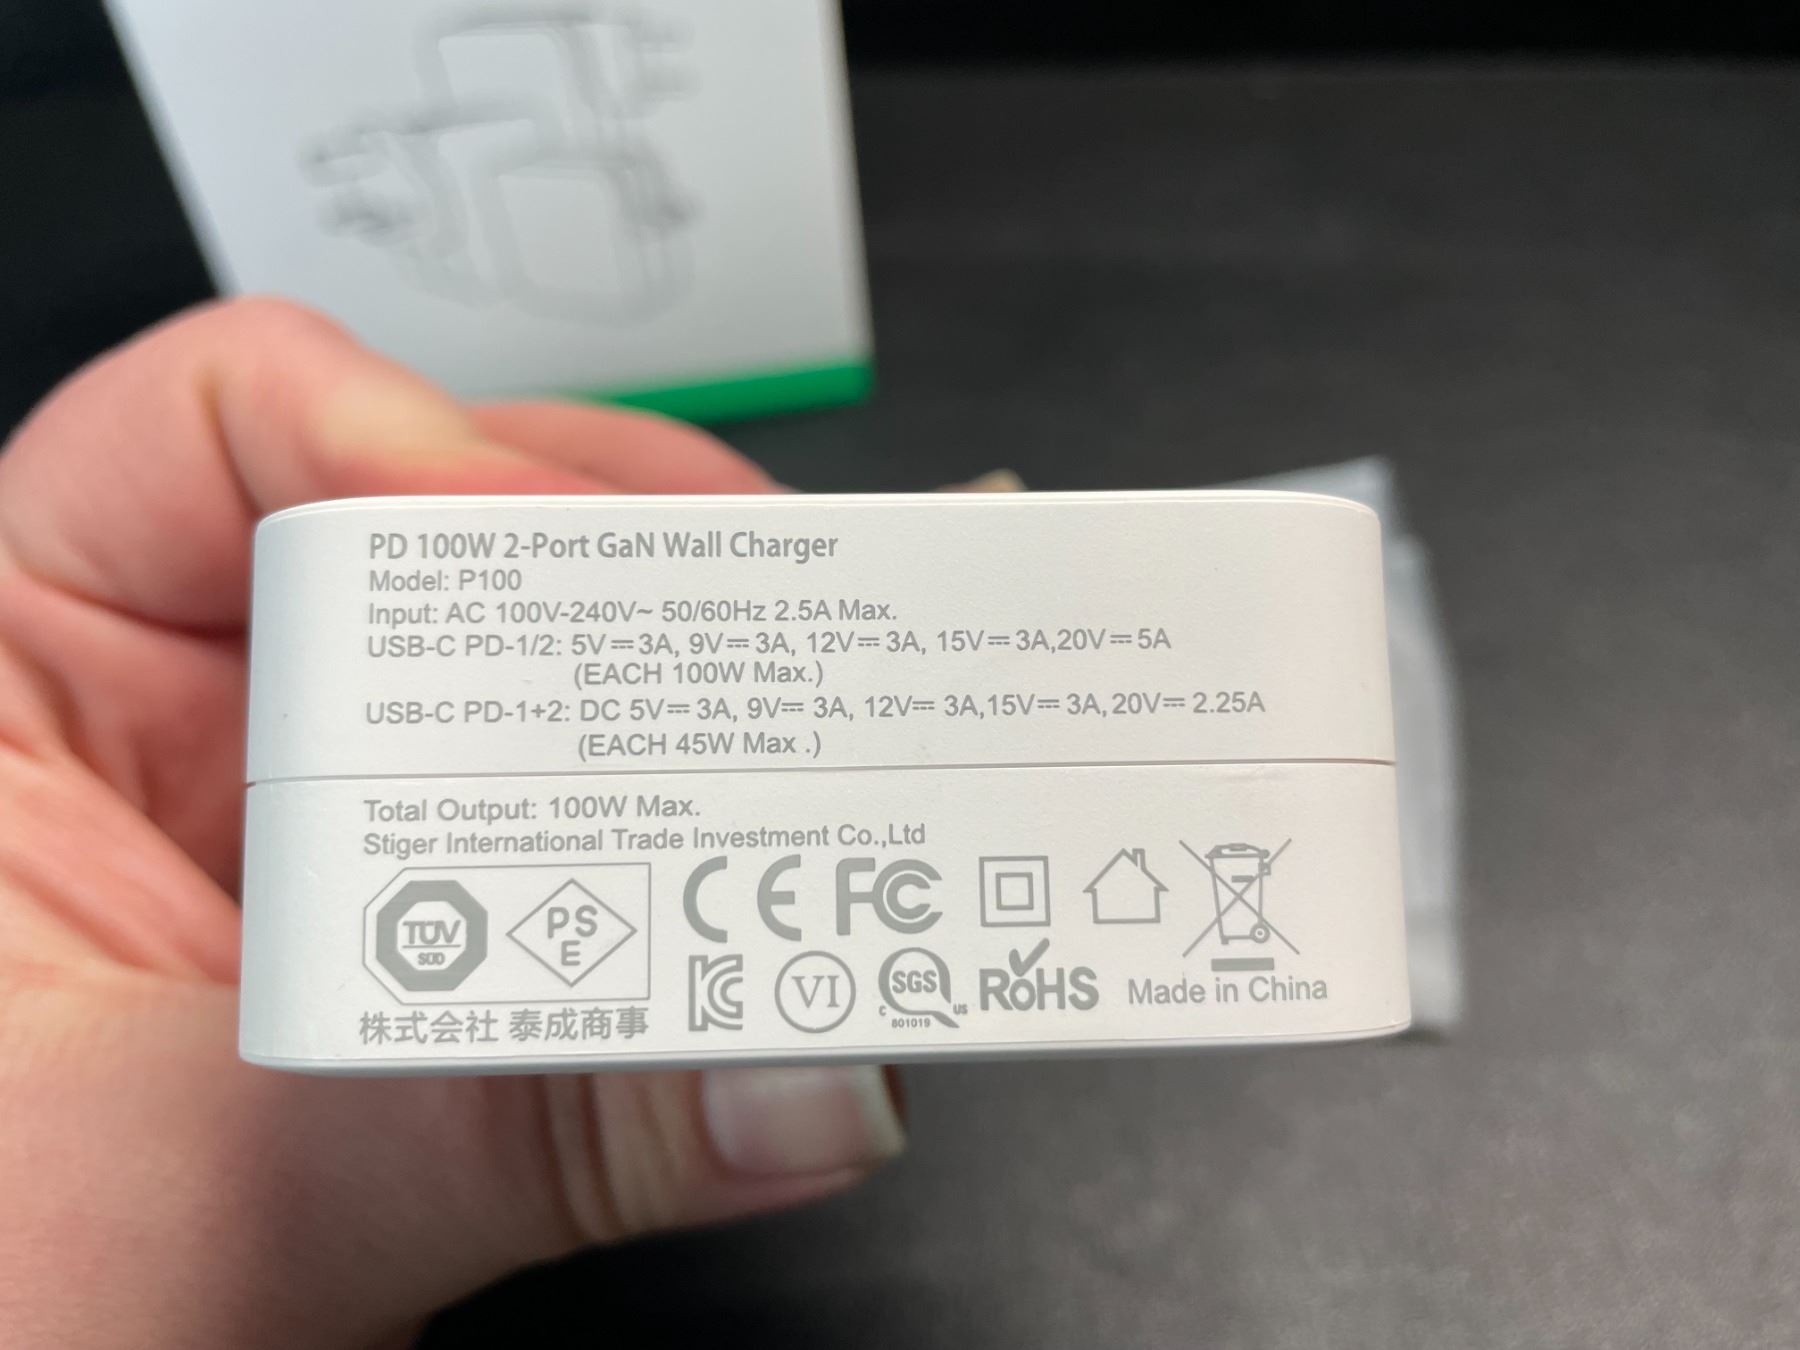 PD 100W 2-Port GaN Wall Charger
Model: P100
Input: AC 100V-240V~ 50/60Hz 2.5A Max.
USB-C PD-1/2: 5V⎓3A, 9V⎓ 3A, 12V⎓ 3A, 15V⎓ 3A,20V⎓ 5A
(EACH 100W Max.)
USB-C PD-1+2: DC 5V⎓ 3A, 9V⎓ 3A, 12V⎓ 3A,15V⎓ 3A, 20V⎓ 2.25A
(EACH 45W Max .)
Total Output: 100W Max.
Stiger International Trade Investment Co.,Ltd
TÜV
SÜD
PS
E
CE FC
株式会社 泰成商事
KC VI SGS RoHS Made in China
C 801019 US